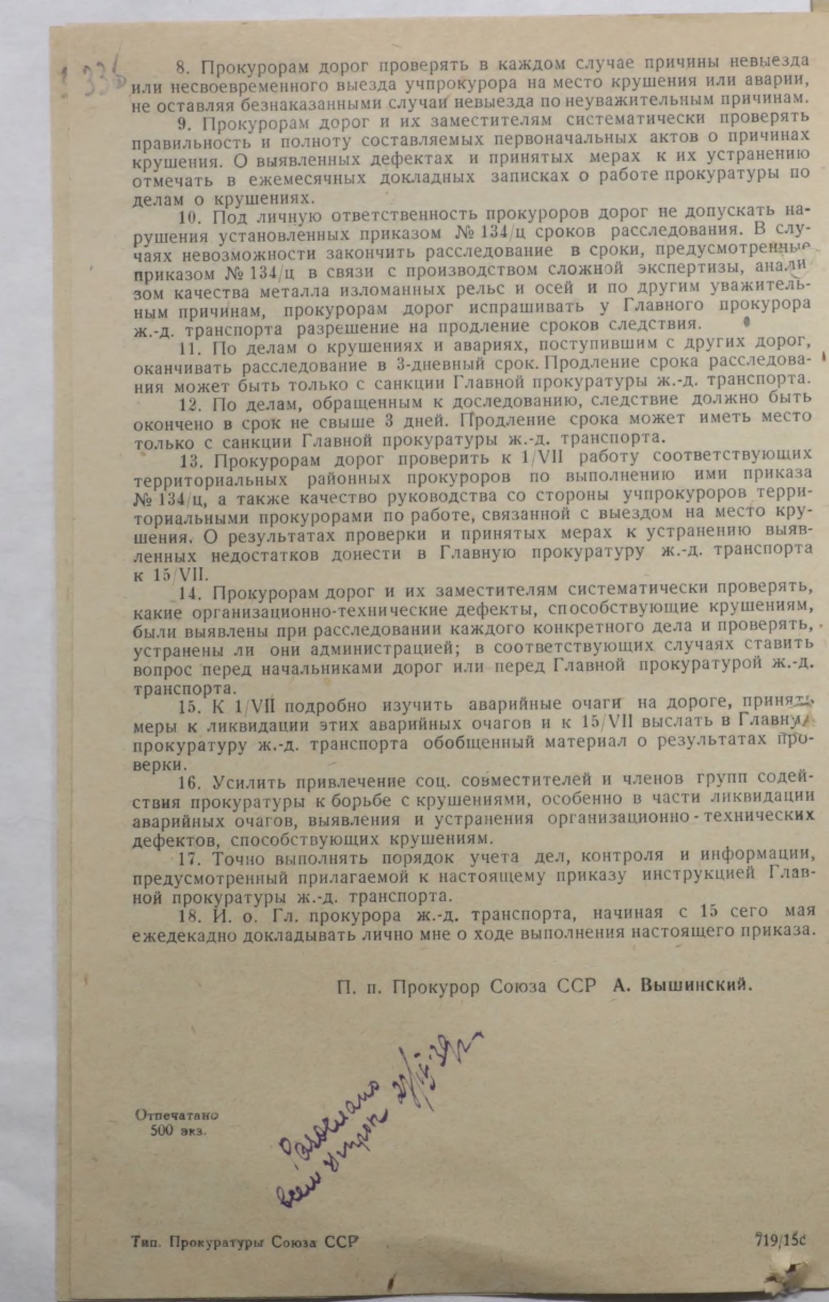 8. Прокурорам дорог проверять в каждом случае причины невыезда
или несвоевременного выезда учпрокурора на место крушения или аварии,
не оставляя безнаказанными случаи невыезда по неуважительным причинам.
9. Прокурорам дорог и их заместителям систематически проверять
правильность и полноту составляемых первоначальных актов о причинах
крушения. О выявленных дефектах и принятых мерах к их устранению
отмечать в ежемесячных докладных записках о работе прокуратуры по
делам о крушениях.
10. Под личную ответственность прокуроров дорог не допускать на-
рушения установленных приказом № 134/ц сроков расследования. В слу-
чаях невозможности закончить расследование в сроки, предусмотренные
приказом № 134/ц в связи с производством сложной экспертизы, анали
зом качества металла изломанных рельс и осей и по другим уважитель-
ным причинам, прокурорам дорог испрашивать у Главного прокурора
ж.-д. транспорта разрешение на продление сроков следствия.
11. По делам о крушениях и авариях, поступившим с других дорог,
оканчивать расследование в 3-дневный срок. Продление срока расследова-
ния может быть только с санкции Главной прокуратуры ж.-д. транспорта.
12. По делам, обращенным к доследованию, следствие должно быть
окончено в срок не свыше 3 дней. Продление срока может иметь место
только с санкции Главной прокуратуры ж.-д. транспорта.
13. Прокурорам дорог проверить к 1/VII работу соответствующих
территориальных районных прокуроров по выполнению ими приказа
№ 134/ц, а также качество руководства со стороны учпрокуроров терри-
ториальными прокурорами по работе, связанной с выездом на место кру-
шения. О результатах проверки и принятых мерах к устранению выяв-
ленных недостатков донести в Главную прокуратуру ж.-д. транспорта
к 15/VII.
14. Прокурорам дорог и их заместителям систематически проверять,
какие организационно-технические дефекты, способствующие крушениям,
были выявлены при расследовании каждого конкретного дела и проверять,
устранены ли они администрацией; в соответствующих случаях ставить
вопрос перед начальниками дорог или перед Главной прокуратурой ж.-д.
транспорта.
15. К 1/VII подробно изучить аварийные очаги на дороге, принять
меры к ликвидации этих аварийных очагов и к 15/VII выслать в Главную
прокуратуру ж.-д. транспорта обобщенный материал о результатах про-
верки.
16. Усилить привлечение соц. совместителей и членов групп содей-
ствия прокуратуры к борьбе с крушениями, особенно в части ликвидации
аварийных очагов, выявления и устранения организационно-технических
дефектов, способствующих крушениям.
17. Точно выполнять порядок учета дел, контроля и информации,
предусмотренный прилагаемой к настоящему приказу инструкцией Глав-
ной прокуратуры ж.-д. транспорта.
18. И. о. Гл. прокурора ж.-д. транспорта, начиная с 15 сего мая
ежедекадно докладывать лично мне о ходе выполнения настоящего приказа.
П. п. Прокурор Союза ССР А. Вышинский.
Разослано
всем
Отпечатано
500 экз.
Тип. Прокуратуры Союза ССР
719/15с